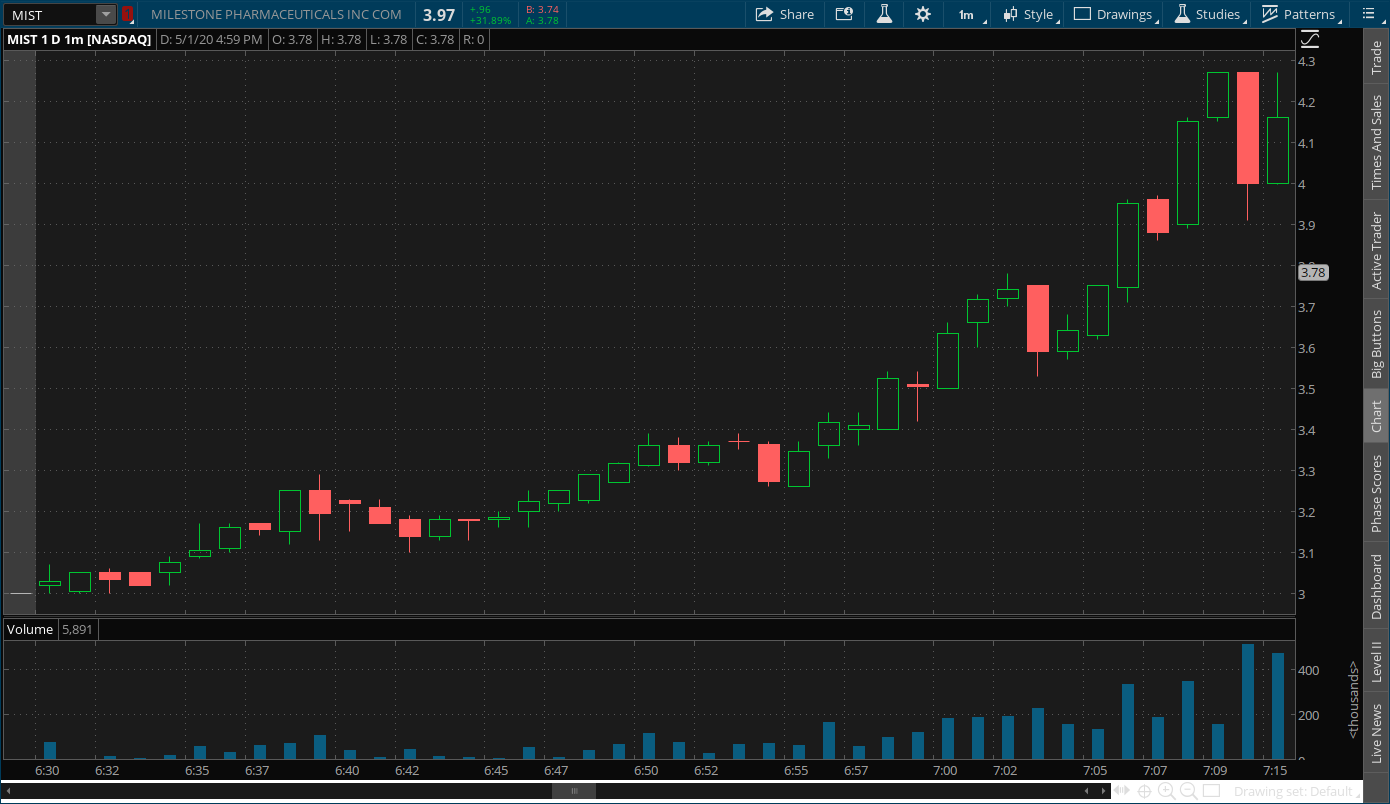 MIST 1 MILESTONE PHARMACEUTICALS INC COM 3.97 +.96 B: 3.74
+31.89% A: 3.78
Share 1m Style Drawings Studies Patterns
MIST 1 D 1m [NASDAQ] D: 5/1/20 4:59 PM O: 3.78 H: 3.78 L: 3.78 C: 3.78 R: 0
4.3
4.2
4.1
4
3.9
3.78
3.7
3.6
3.5
3.4
3.3
3.2
3.1
3
Volume 5,891
400
200
<thousands>
6:30 6:32 6:35 6:37 6:40 6:42 6:45 6:47 6:50 6:52 6:55 6:57 7:00 7:02 7:05 7:07 7:09 7:15
Drawing set: Default
Trade
Times And Sales
Active Trader
Big Buttons
Chart
Phase Scores
Dashboard
Level II
Live News